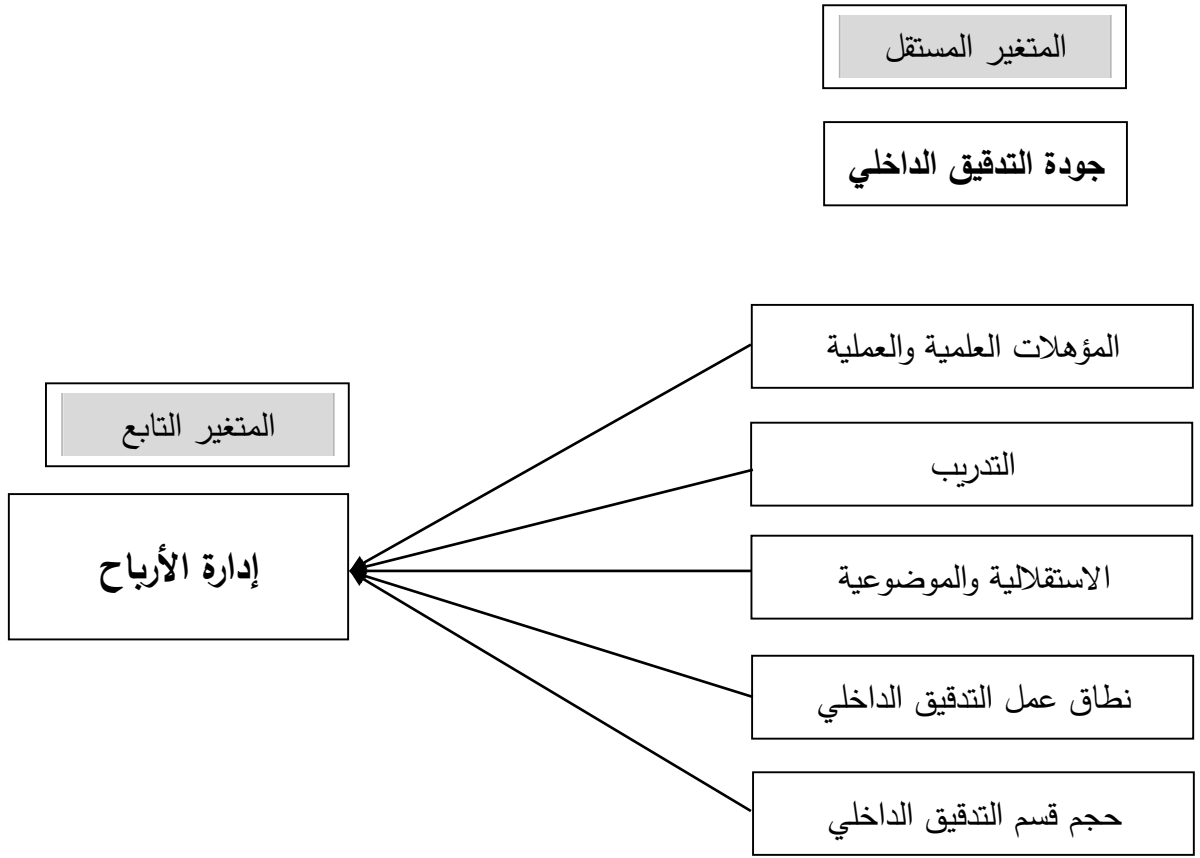 المتغير المستقل
جودة التدقيق الداخلي
المؤهلات العلمية والعملية
التدريب
الاستقلالية والموضوعية
نطاق عمل التدقيق الداخلي
حجم قسم التدقيق الداخلي
المتغير التابع
إدارة الأرباح